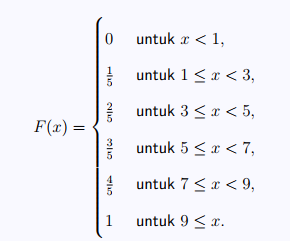 0 untuk x < 1,
1/5 untuk 1 ≤ x < 3,
2/5 untuk 3 ≤ x < 5,
F(x) = { 3/5 untuk 5 ≤ x < 7,
4/5 untuk 7 ≤ x < 9,
1 untuk 9 ≤ x.